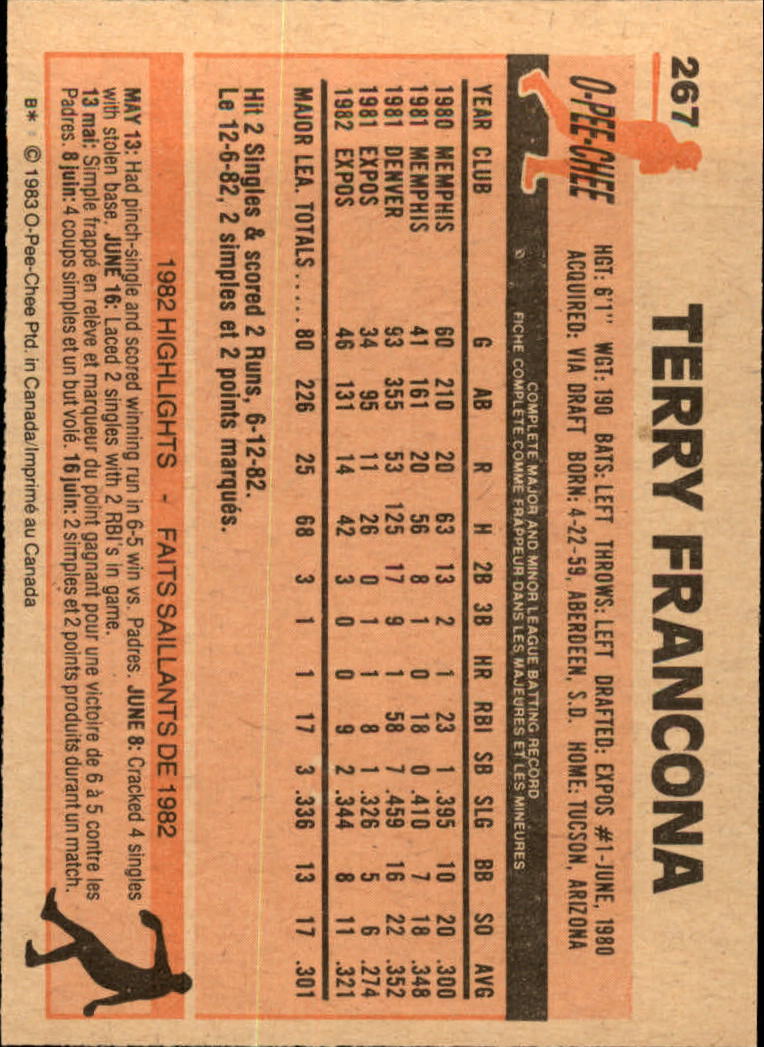 267
TERRY FRANCONA
O-PEE-CHEE
HGT: 6'1" WGT: 190 BATS: LEFT THROWS: LEFT DRAFTED: EXPOS #1-JUNE, 1980
ACQUIRED: VIA DRAFT BORN: 4-22-59, ABERDEEN, S.D. HOME: TUCSON, ARIZONA
COMPLETE MAJOR AND MINOR LEAGUE BATTING RECORD
© FICHE COMPLETE COMME FRAPPEUR DANS LES MAJEURES ET LES MINEURES
YEAR CLUB G AB R H 2B 3B HR RBI SB SLG BB SO AVG
1980 MEMPHIS 60 210 20 63 13 2 1 23 1 .395 10 20 .300
1981 MEMPHIS 41 161 20 56 8 1 0 18 0 .410 7 18 .348
1981 DENVER 93 355 53 125 17 9 1 58 7 .459 16 22 .352
1981 EXPOS 34 95 11 26 0 1 1 8 1 .326 5 6 .274
1982 EXPOS 46 131 14 42 3 0 0 9 2 .344 8 11 .321
MAJOR LEA. TOTALS ..... 80 226 25 68 3 1 1 17 3 .336 13 17 .301
Hit 2 Singles & scored 2 Runs, 6-12-82.
Le 12-6-82, 2 simples et 2 points marqués.
1982 HIGHLIGHTS - FAITS SAILLANTS DE 1982
MAY 13: Had pinch-single and scored winning run in 6-5 win vs. Padres. JUNE 8: Cracked 4 singles
with stolen base. JUNE 16: Laced 2 singles with 2 RBI's in game.
13 mai: Simple frappé en relève et marqueur du point gagnant pour une victoire de 6 à 5 contre les
Padres. 8 juin: 4 coups simples et un but volé. 16 juin: 2 simples et 2 points produits durant un match.
B* © 1983 O-Pee-Chee Ptd. in Canada/Imprimé au Canada